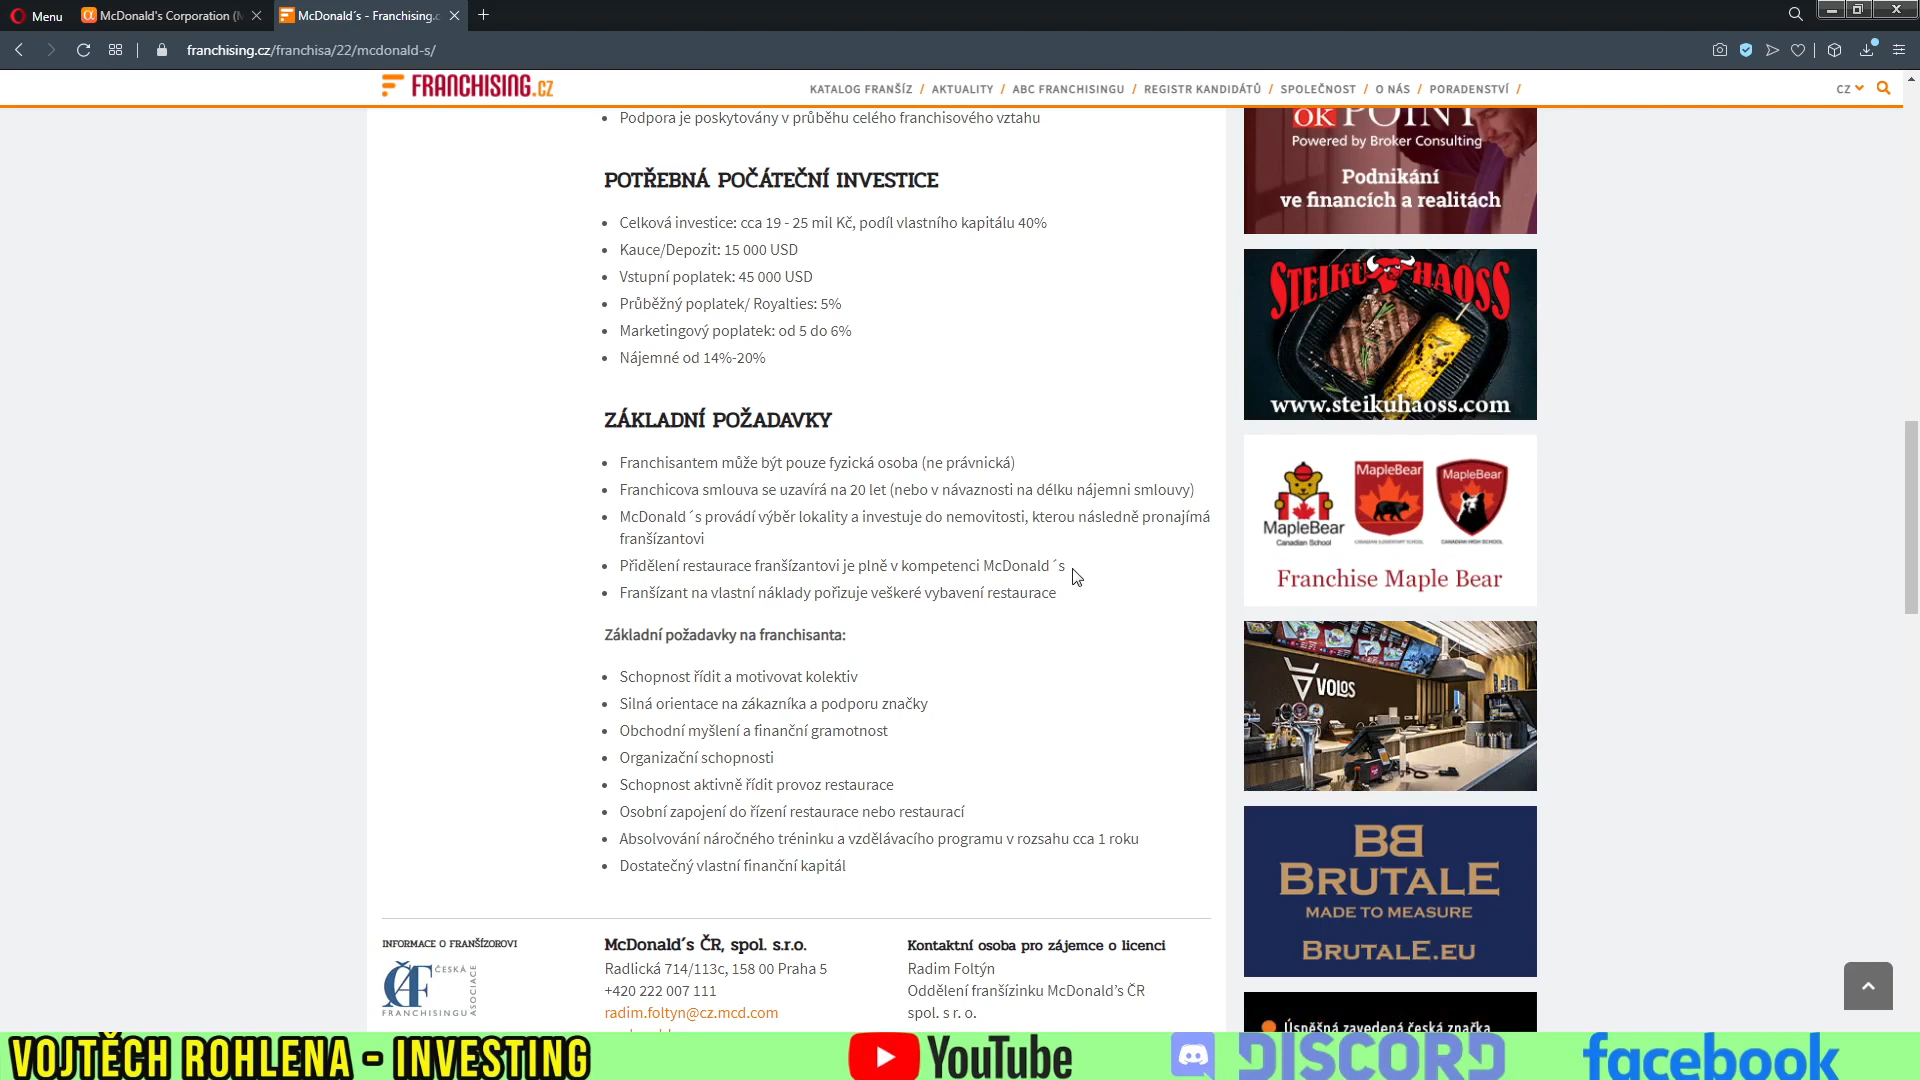 Menu
McDonald's Corporation (
McDonald´s - Franchising.c
franchising.cz/franchisa/22/mcdonald-s/
FRANCHISING.CZ
KATALOG FRANŠÍZ / AKTUALITY / ABC FRANCHISINGU / REGISTR KANDIDÁTŮ / SPOLEČNOST / O NÁS / PORADENSTVÍ /
CZ
Podpora je poskytovány v průběhu celého franchisového vztahu
POTŘEBNÁ POČÁTEČNÍ INVESTICE
Celková investice: cca 19 - 25 mil Kč, podíl vlastního kapitálu 40%
Kauce/Depozit: 15 000 USD
Vstupní poplatek: 45 000 USD
Průběžný poplatek/ Royalties: 5%
Marketingový poplatek: od 5 do 6%
Nájemné od 14%-20%
ZÁKLADNÍ POŽADAVKY
Franchisantem může být pouze fyzická osoba (ne právnická)
Franchicova smlouva se uzavírá na 20 let (nebo v návaznosti na délku nájemni smlouvy)
McDonald´s provádí výběr lokality a investuje do nemovitosti, kterou následně pronajímá
franšízantovi
Přidělení restaurace franšízantovi je plně v kompetenci McDonald´s
Franšízant na vlastní náklady pořizuje veškeré vybavení restaurace
Základní požadavky na franchisanta:
Schopnost řídit a motivovat kolektiv
Silná orientace na zákazníka a podporu značky
Obchodní myšlení a finanční gramotnost
Organizační schopnosti
Schopnost aktivně řídit provoz restaurace
Osobní zapojení do řízení restaurace nebo restaurací
Absolvování náročného tréninku a vzdělávacího programu v rozsahu cca 1 roku
Dostatečný vlastní finanční kapitál
INFORMACE O FRANŠÍZOROVI
ČAF ČESKÁ
ASOCIACE
FRANCHISINGU
McDonald´s ČR, spol. s.r.o.
Radlická 714/113c, 158 00 Praha 5
+420 222 007 111
radim.foltyn@cz.mcd.com
Kontaktní osoba pro zájemce o licenci
Radim Foltýn
Oddělení franšízinku McDonald's ČR
spol. s r. o.
OK POINT
Powered by Broker Consulting
Podnikání
ve financích a realitách
STEIKUHAOSS
www.steikuhaoss.com
MapleBear
Canadian School
MapleBear
MapleBear
Franchise Maple Bear
VOLOS
BB
BRUTALE
MADE TO MEASURE
BRUTALE.EU
Úspěšná zavedená česká značka
VOJTĚCH ROHLENA - INVESTING
YouTube
DISCORD
facebook